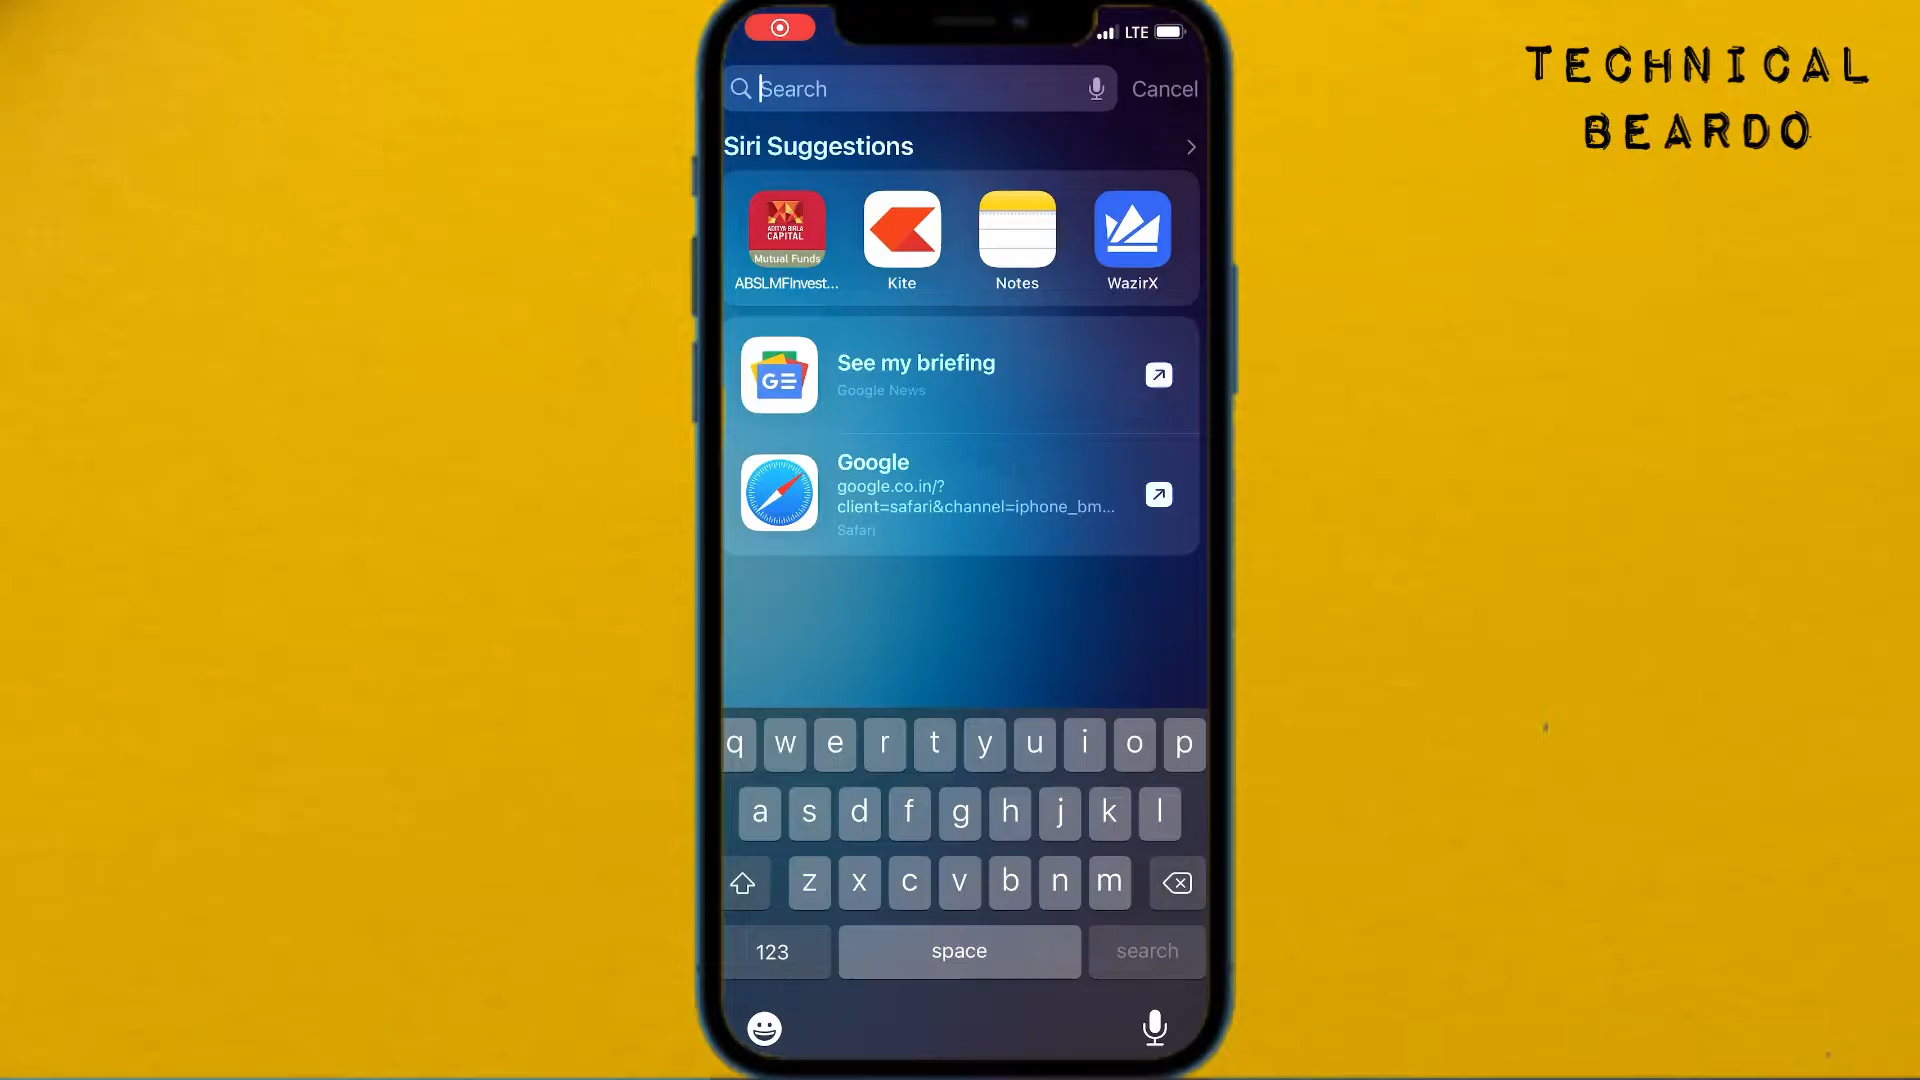 TECHNICAL
BEARDO
LTE
Search
Cancel
Siri Suggestions
ADITYA BIRLA
CAPITAL
Mutual Funds
ABSLMFInvest...
Kite
Notes
WazirX
GE
See my briefing
Google News
Google
google.co.in/?
client=safari&channel=iphone_bm...
Safari
q w e r t y u i o p
a s d f g h j k l
z x c v b n m
123
space
search